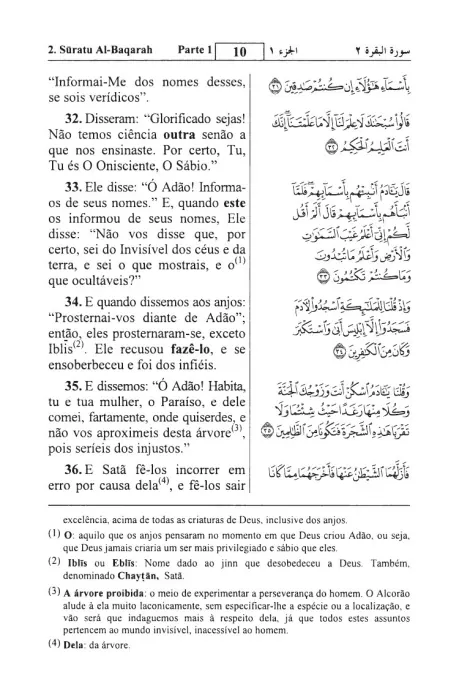 2. Sūratu Al-Baqarah Parte 1 10 الجزء ١ سورة البقرة ٢
“Informai-Me dos nomes desses,
se sois verídicos”.
32. Disseram: “Glorificado sejas!
Não temos ciência outra senão a
que nos ensinaste. Por certo, Tu,
Tu és O Onisciente, O Sábio.”
33. Ele disse: “Ó Adão! Informa-
os de seus nomes.” E, quando este
os informou de seus nomes, Ele
disse: “Não vos disse que, por
certo, sei do Invisível dos céus e da
terra, e sei o que mostrais, e o(1)
que ocultáveis?”
34. E quando dissemos aos anjos:
“Prosternai-vos diante de Adão”;
então, eles prosternaram-se, exceto
Iblīs(2). Ele recusou fazê-lo, e se
ensoberbeceu e foi dos infiéis.
35. E dissemos: “Ó Adão! Habita,
tu e tua mulher, o Paraíso, e dele
comei, fartamente, onde quiserdes, e
não vos aproximeis desta árvore(3),
pois seríeis dos injustos.”
36. E Satã fê-los incorrer em
erro por causa dela(4), e fê-los sair
بِأَسْمَاءِ هَٰؤُلَاءِ إِن كُنتُمْ صَادِقِينَ ٣١
قَالُوا سُبْحَانَكَ لَا عِلْمَ لَنَا إِلَّا مَا عَلَّمْتَنَا إِنَّكَ
أَنتَ الْعَلِيمُ الْحَكِيمُ ٣٢
قَالَ يَا آدَمُ أَنبِئْهُم بِأَسْمَائِهِمْ فَلَمَّا
أَنبَأَهُم بِأَسْمَائِهِمْ قَالَ أَلَمْ أَقُل
لَّكُمْ إِنِّي أَعْلَمُ غَيْبَ السَّمَاوَاتِ
وَالْأَرْضِ وَأَعْلَمُ مَا تُبْدُونَ
وَمَا كُنتُمْ تَكْتُمُونَ ٣٣
وَإِذْ قُلْنَا لِلْمَلَائِكَةِ اسْجُدُوا لِآدَمَ
فَسَجَدُوا إِلَّا إِبْلِيسَ أَبَىٰ وَاسْتَكْبَرَ
وَكَانَ مِنَ الْكَافِرِينَ ٣٤
وَقُلْنَا يَا آدَمُ اسْكُنْ أَنتَ وَزَوْجُكَ الْجَنَّةَ
وَكُلَا مِنْهَا رَغَدًا حَيْثُ شِئْتُمَا وَلَا
تَقْرَبَا هَٰذِهِ الشَّجَرَةَ فَتَكُونَا مِنَ الظَّالِمِينَ ٣٥
فَأَزَلَّهُمَا الشَّيْطَانُ عَنْهَا فَأَخْرَجَهُمَا مِمَّا كَانَا
excelência, acima de todas as criaturas de Deus, inclusive dos anjos.
(1) O: aquilo que os anjos pensaram no momento em que Deus criou Adão, ou seja,
que Deus jamais criaria um ser mais privilegiado e sábio que eles.
(2) Iblīs ou Eblīs: Nome dado ao jinn que desobedeceu a Deus. Também,
denominado Chayṭān, Satã.
(3) A árvore proibida: o meio de experimentar a perseverança do homem. O Alcorão
alude à ela muito laconicamente, sem especificar-lhe a espécie ou a localização, e
vão será que indaguemos mais à respeito dela, já que todos estes assuntos
pertencem ao mundo invisível, inacessível ao homem.
(4) Dela: da árvore.